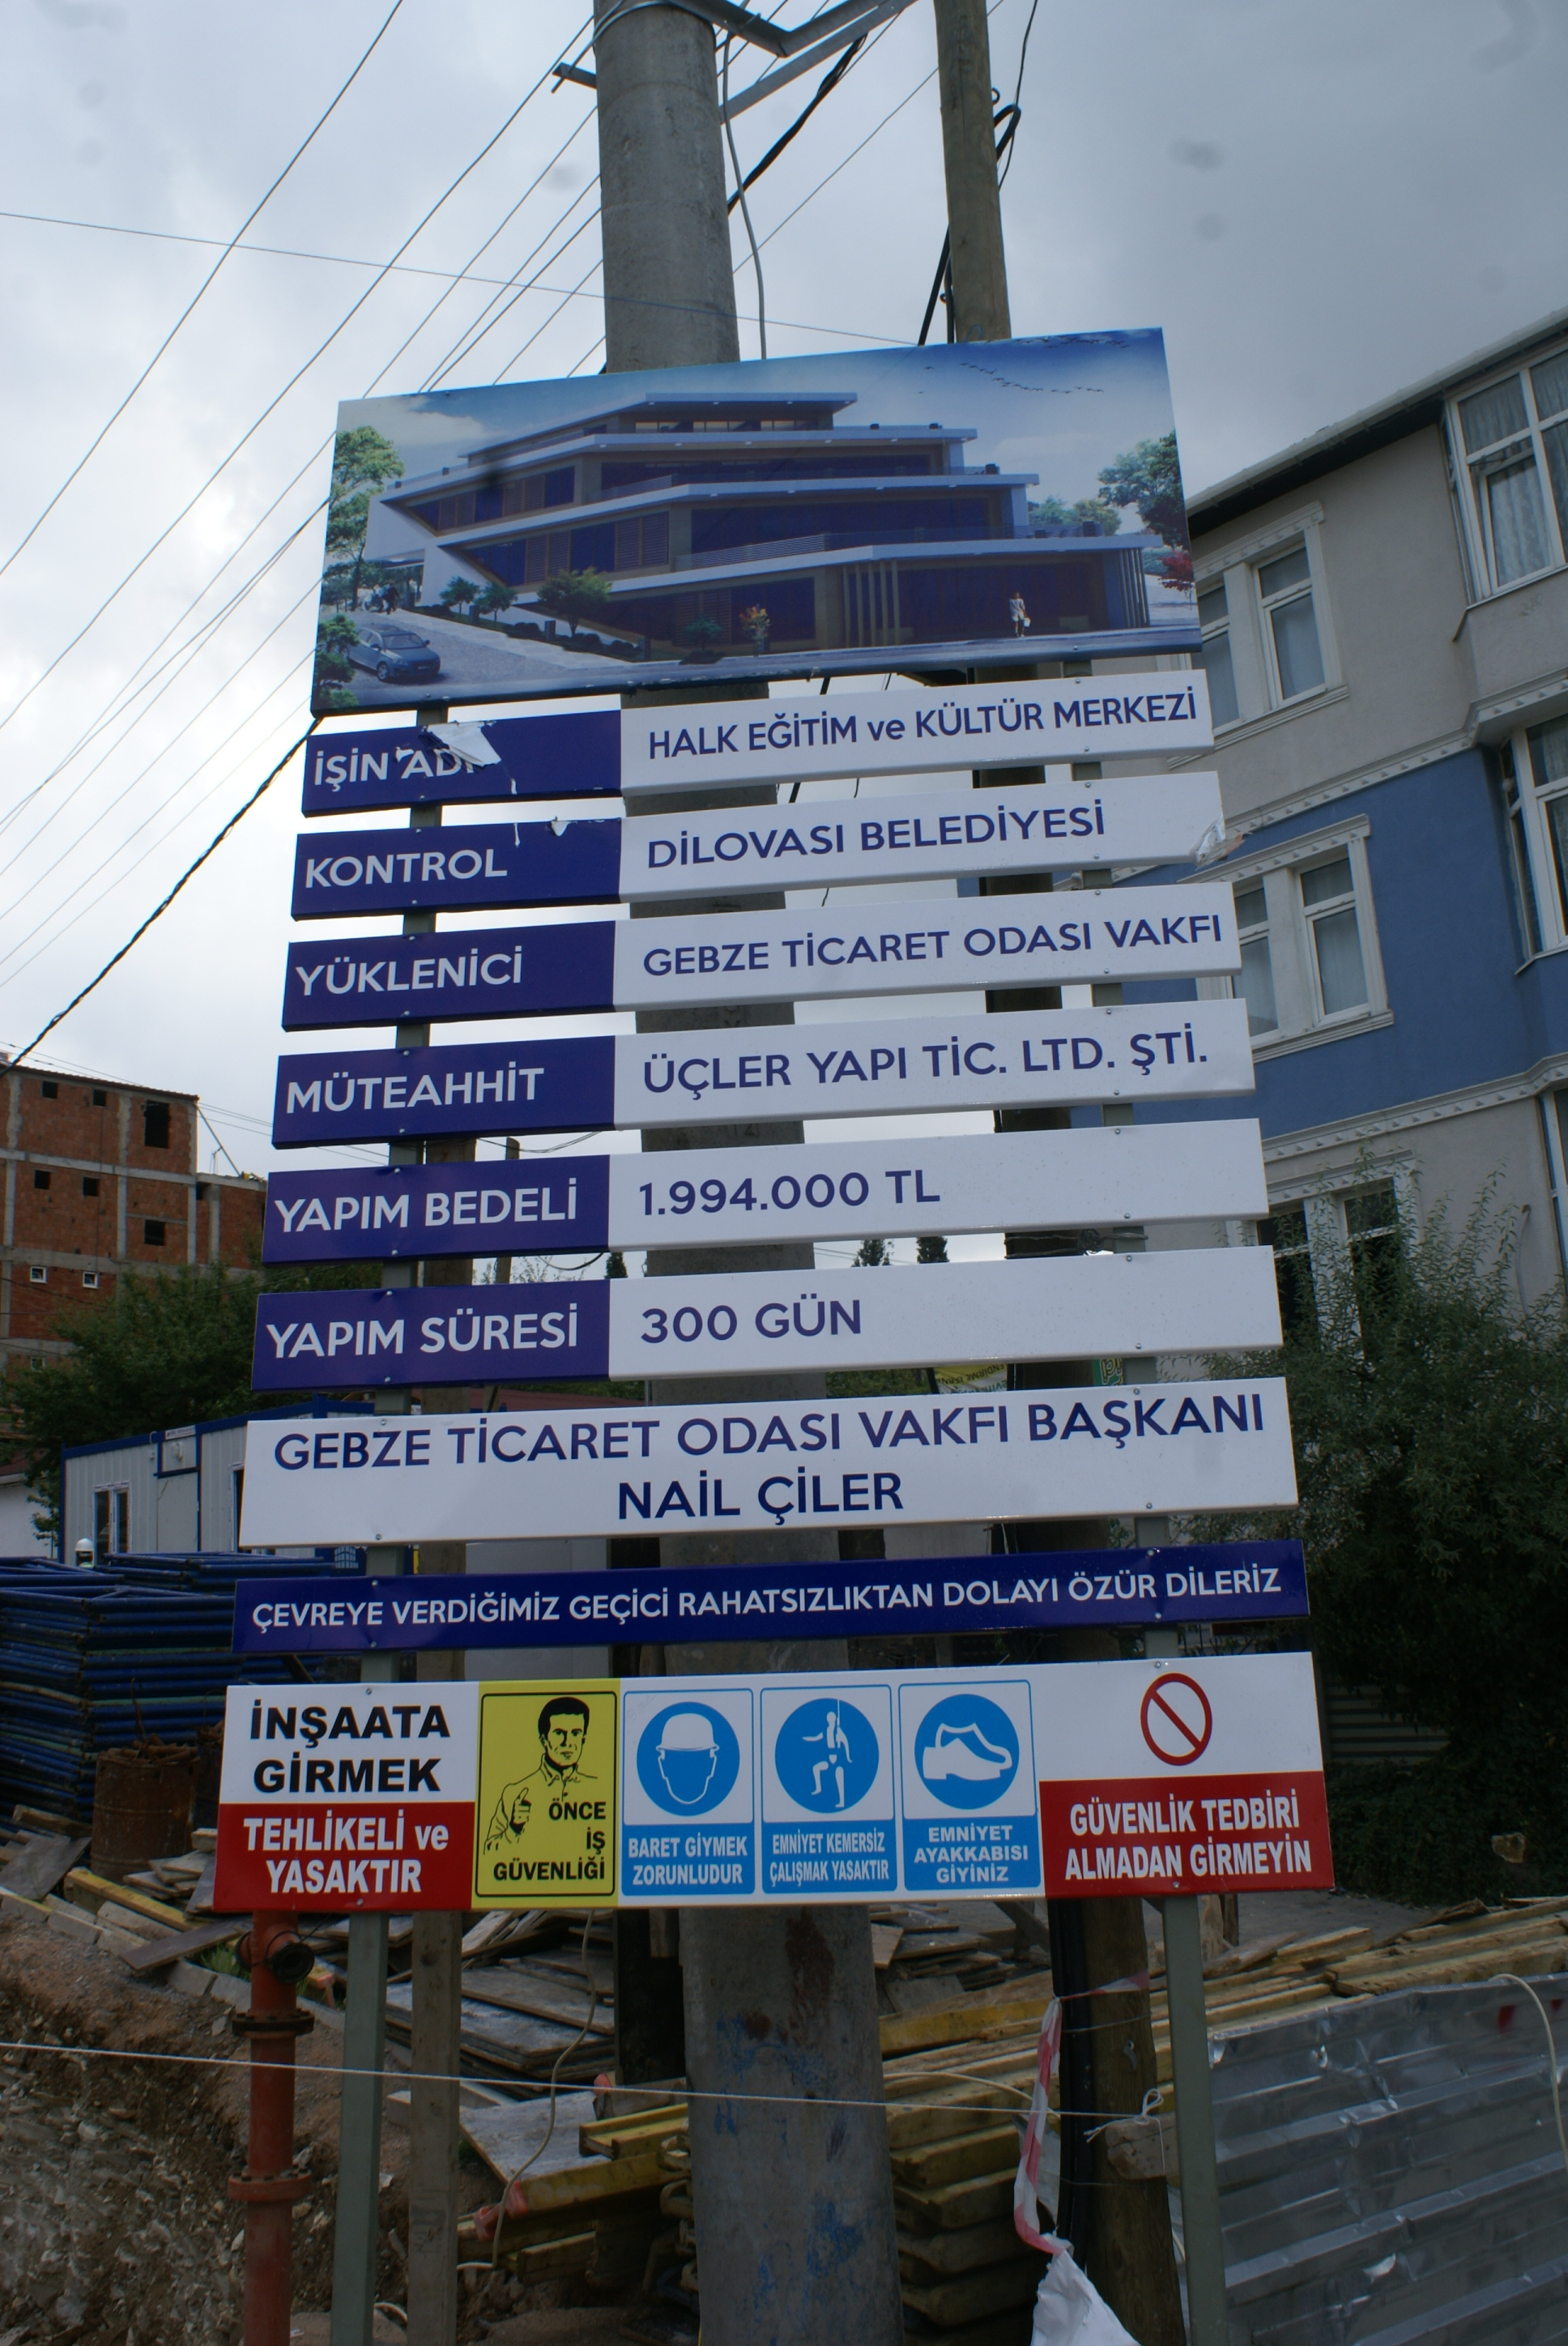 İŞİN ADI
HALK EĞİTİM ve KÜLTÜR MERKEZİ
KONTROL
DİLOVASI BELEDİYESİ
YÜKLENİCİ
GEBZE TİCARET ODASI VAKFI
MÜTEAHHİT
ÜÇLER YAPI TİC. LTD. ŞTİ.
YAPIM BEDELİ
1.994.000 TL
YAPIM SÜRESİ
300 GÜN
GEBZE TİCARET ODASI VAKFI BAŞKANI
NAİL ÇİLER
ÇEVREYE VERDİĞİMİZ GEÇİCİ RAHATSIZLIKTAN DOLAYI ÖZÜR DİLERİZ
İNŞAATA
GİRMEK
TEHLİKELİ ve
YASAKTIR
ÖNCE
İŞ
GÜVENLİĞİ
BARET GİYMEK
ZORUNLUDUR
EMNİYET KEMERSİZ
ÇALIŞMAK YASAKTIR
EMNİYET
AYAKKABISI
GİYİNİZ
GÜVENLİK TEDBİRİ
ALMADAN GİRMEYİN